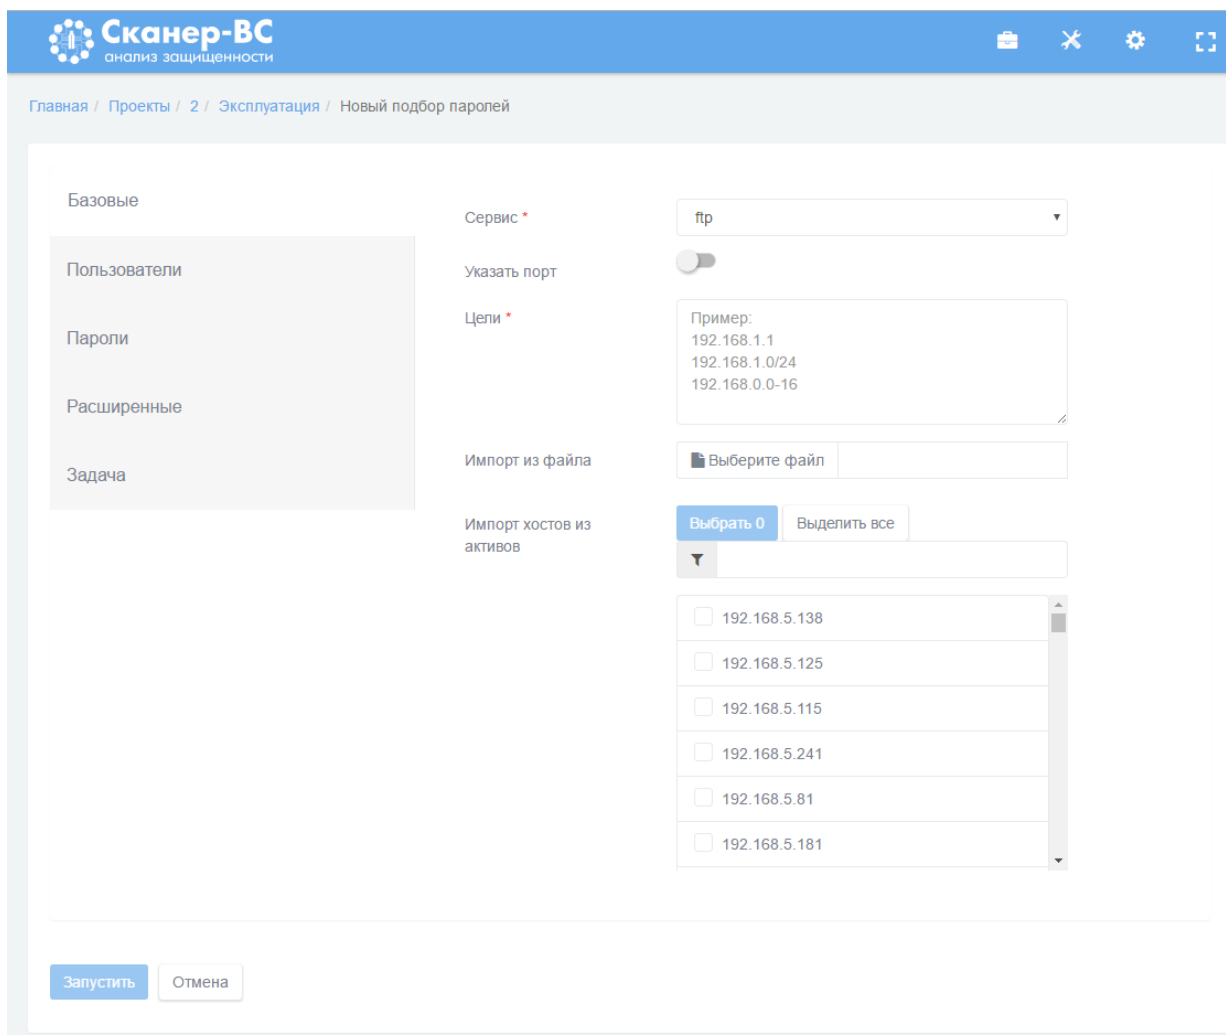 Сканер-ВС
анализ защищенности
Главная / Проекты / 2 / Эксплуатация / Новый подбор паролей
Базовые
Пользователи
Пароли
Расширенные
Задача
Сервис *
ftp
Указать порт
Цели *
Пример:
192.168.1.1
192.168.1.0/24
192.168.0.0-16
Импорт из файла
Выберите файл
Импорт хостов из
активов
Выбрать 0
Выделить все
192.168.5.138
192.168.5.125
192.168.5.115
192.168.5.241
192.168.5.81
192.168.5.181
Запустить
Отмена